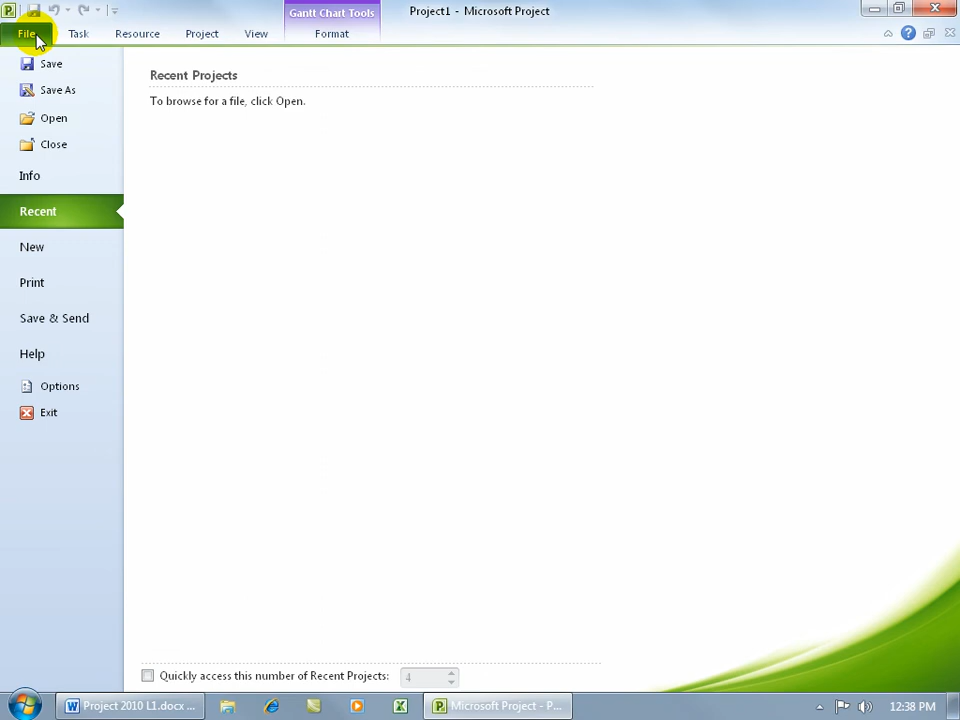 Gantt Chart Tools
Project1 - Microsoft Project
File Task Resource Project View Format
Save
Save As
Open
Close
Info
Recent
New
Print
Save & Send
Help
Options
Exit
Recent Projects
To browse for a file, click Open.
Quickly access this number of Recent Projects: 4
Project 2010 L1.docx ... Microsoft Project - P... 12:38 PM